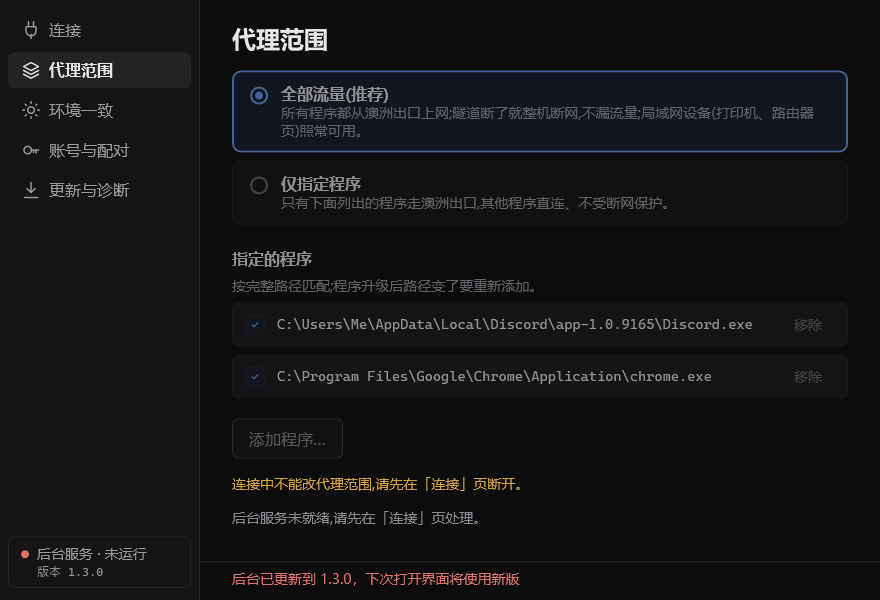 连接
代理范围
环境一致
账号与配对
更新与诊断
后台服务 · 未运行
版本 1.3.0
代理范围
全部流量(推荐)
所有程序都从澳洲出口上网;隧道断了就整机断网,不漏流量;局域网设备(打印机、路由器
页)照常可用。
仅指定程序
只有下面列出的程序走澳洲出口,其他程序直连、不受断网保护。
指定的程序
按完整路径匹配;程序升级后路径变了要重新添加。
C:\Users\Me\AppData\Local\Discord\app-1.0.9165\Discord.exe 移除
C:\Program Files\Google\Chrome\Application\chrome.exe 移除
添加程序...
连接中不能改代理范围,请先在「连接」页断开。
后台服务未就绪,请先在「连接」页处理。
后台已更新到 1.3.0，下次打开界面将使用新版